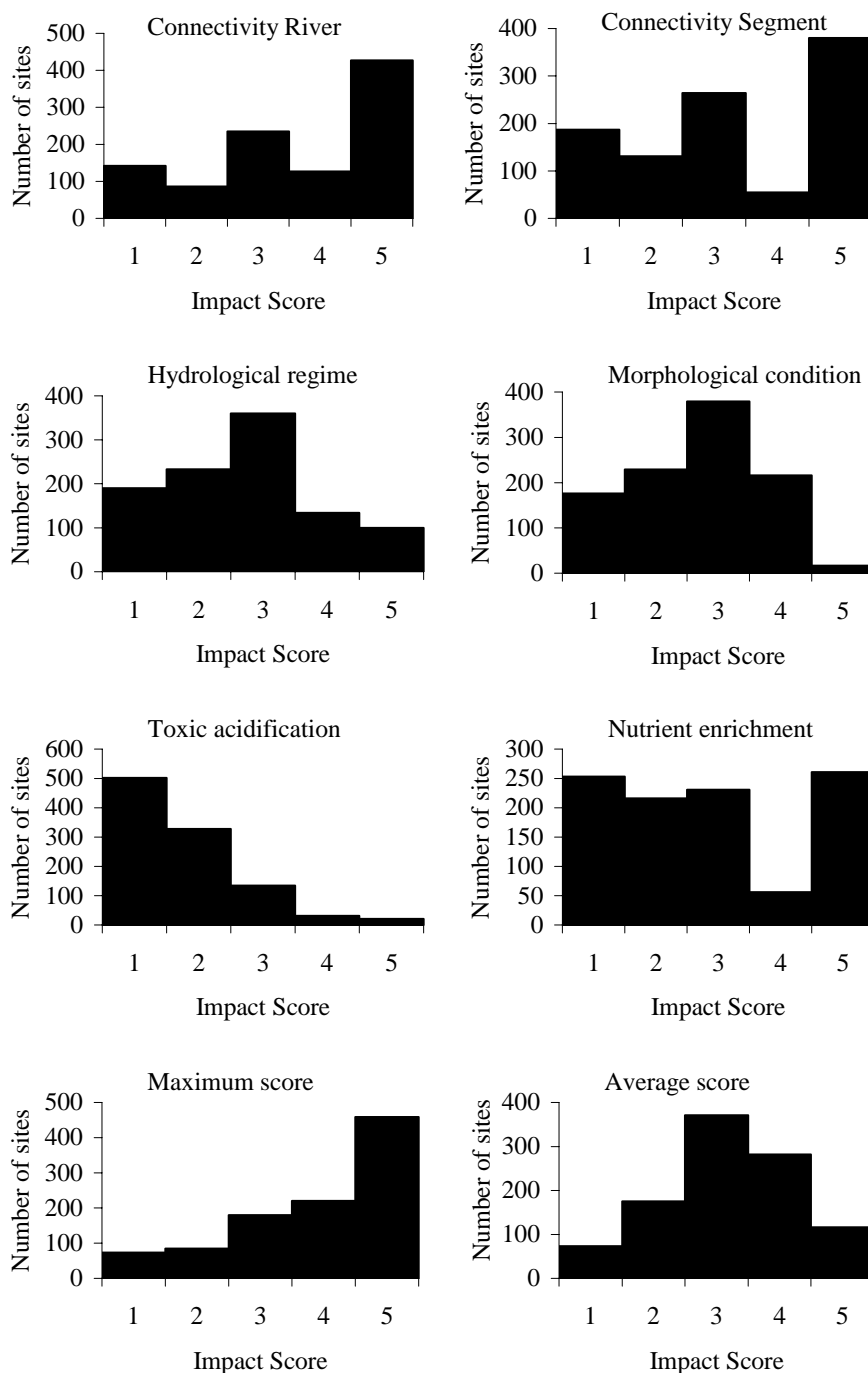 Connectivity River
Number of sites
500
400
300
200
100
0
1 2 3 4 5
Impact Score
Connectivity Segment
Number of sites
400
300
200
100
0
1 2 3 4 5
Impact Score
Hydrological regime
Number of sites
400
300
200
100
0
1 2 3 4 5
Impact Score
Morphological condition
Number of sites
400
300
200
100
0
1 2 3 4 5
Impact Score
Toxic acidification
Number of sites
600
500
400
300
200
100
0
1 2 3 4 5
Impact Score
Nutrient enrichment
Number of sites
300
250
200
150
100
50
0
1 2 3 4 5
Impact Score
Maximum score
Number of sites
500
400
300
200
100
0
1 2 3 4 5
Impact Score
Average score
Number of sites
400
300
200
100
0
1 2 3 4 5
Impact Score